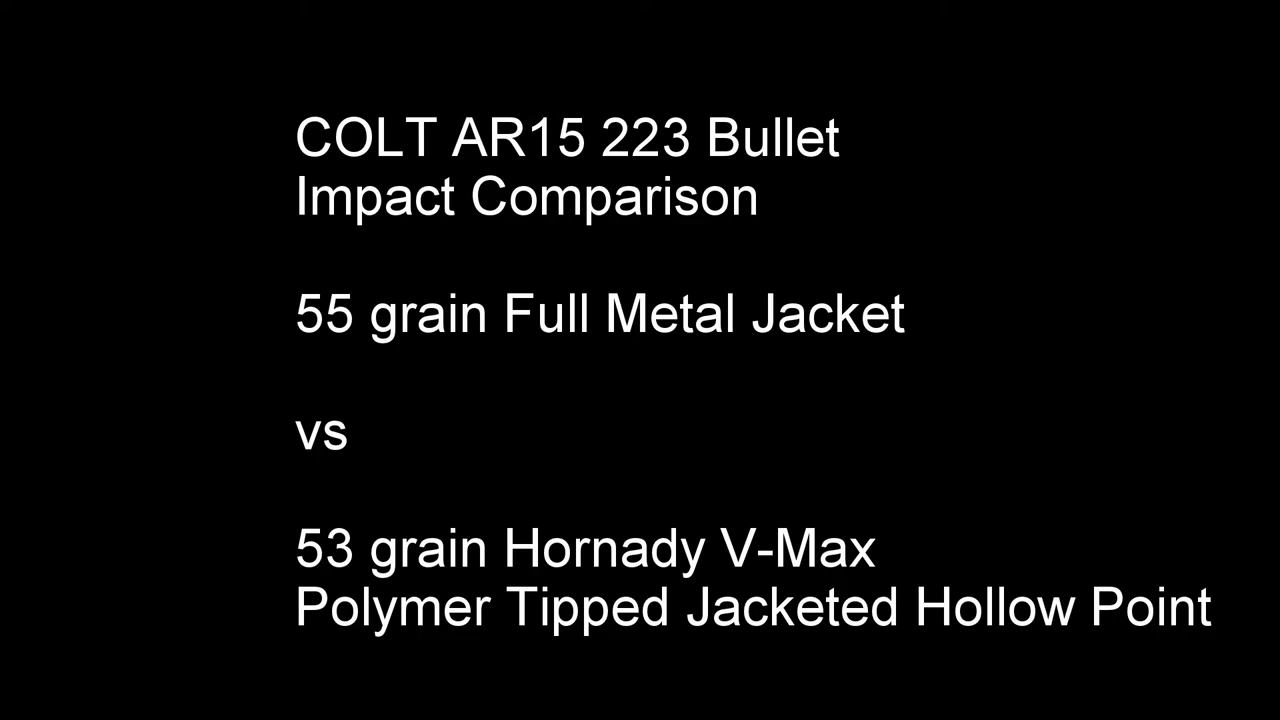 COLT AR15 223 Bullet
Impact Comparison
55 grain Full Metal Jacket
vs
53 grain Hornady V-Max
Polymer Tipped Jacketed Hollow Point